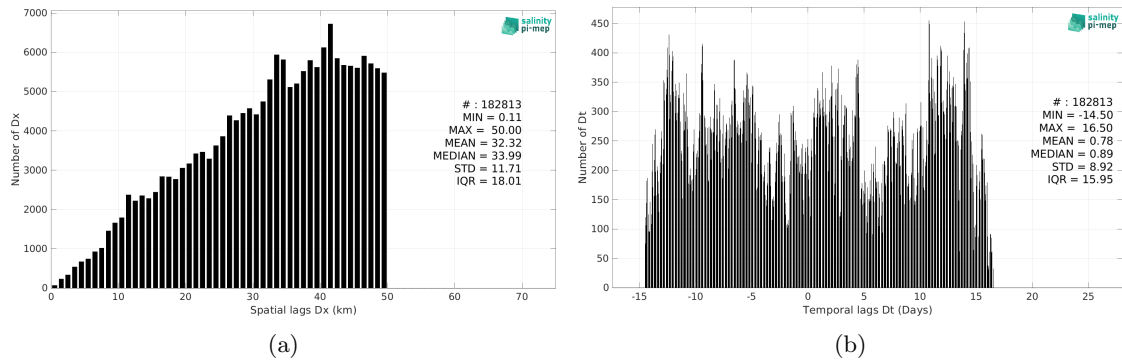 7000
6000
5000
4000
3000
2000
1000
0
Number of Dx
0 10 20 30 40 50 60 70
Spatial lags Dx (km)
salinity
pi-mep
# : 182813
MIN = 0.11
MAX = 50.00
MEAN = 32.32
MEDIAN = 33.99
STD = 11.71
IQR = 18.01
(a)
450
400
350
300
250
200
150
100
50
0
Number of Dt
-15 -10 -5 0 5 10 15 20 25
Temporal lags Dt (Days)
salinity
pi-mep
# : 182813
MIN = -14.50
MAX = 16.50
MEAN = 0.78
MEDIAN = 0.89
STD = 8.92
IQR = 15.95
(b)